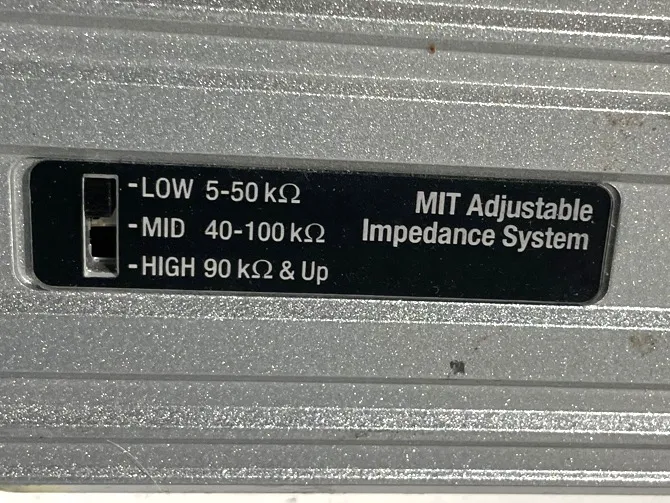 -LOW 5-50 kΩ
-MID 40-100 kΩ
-HIGH 90 kΩ & Up
MIT Adjustable
Impedance System